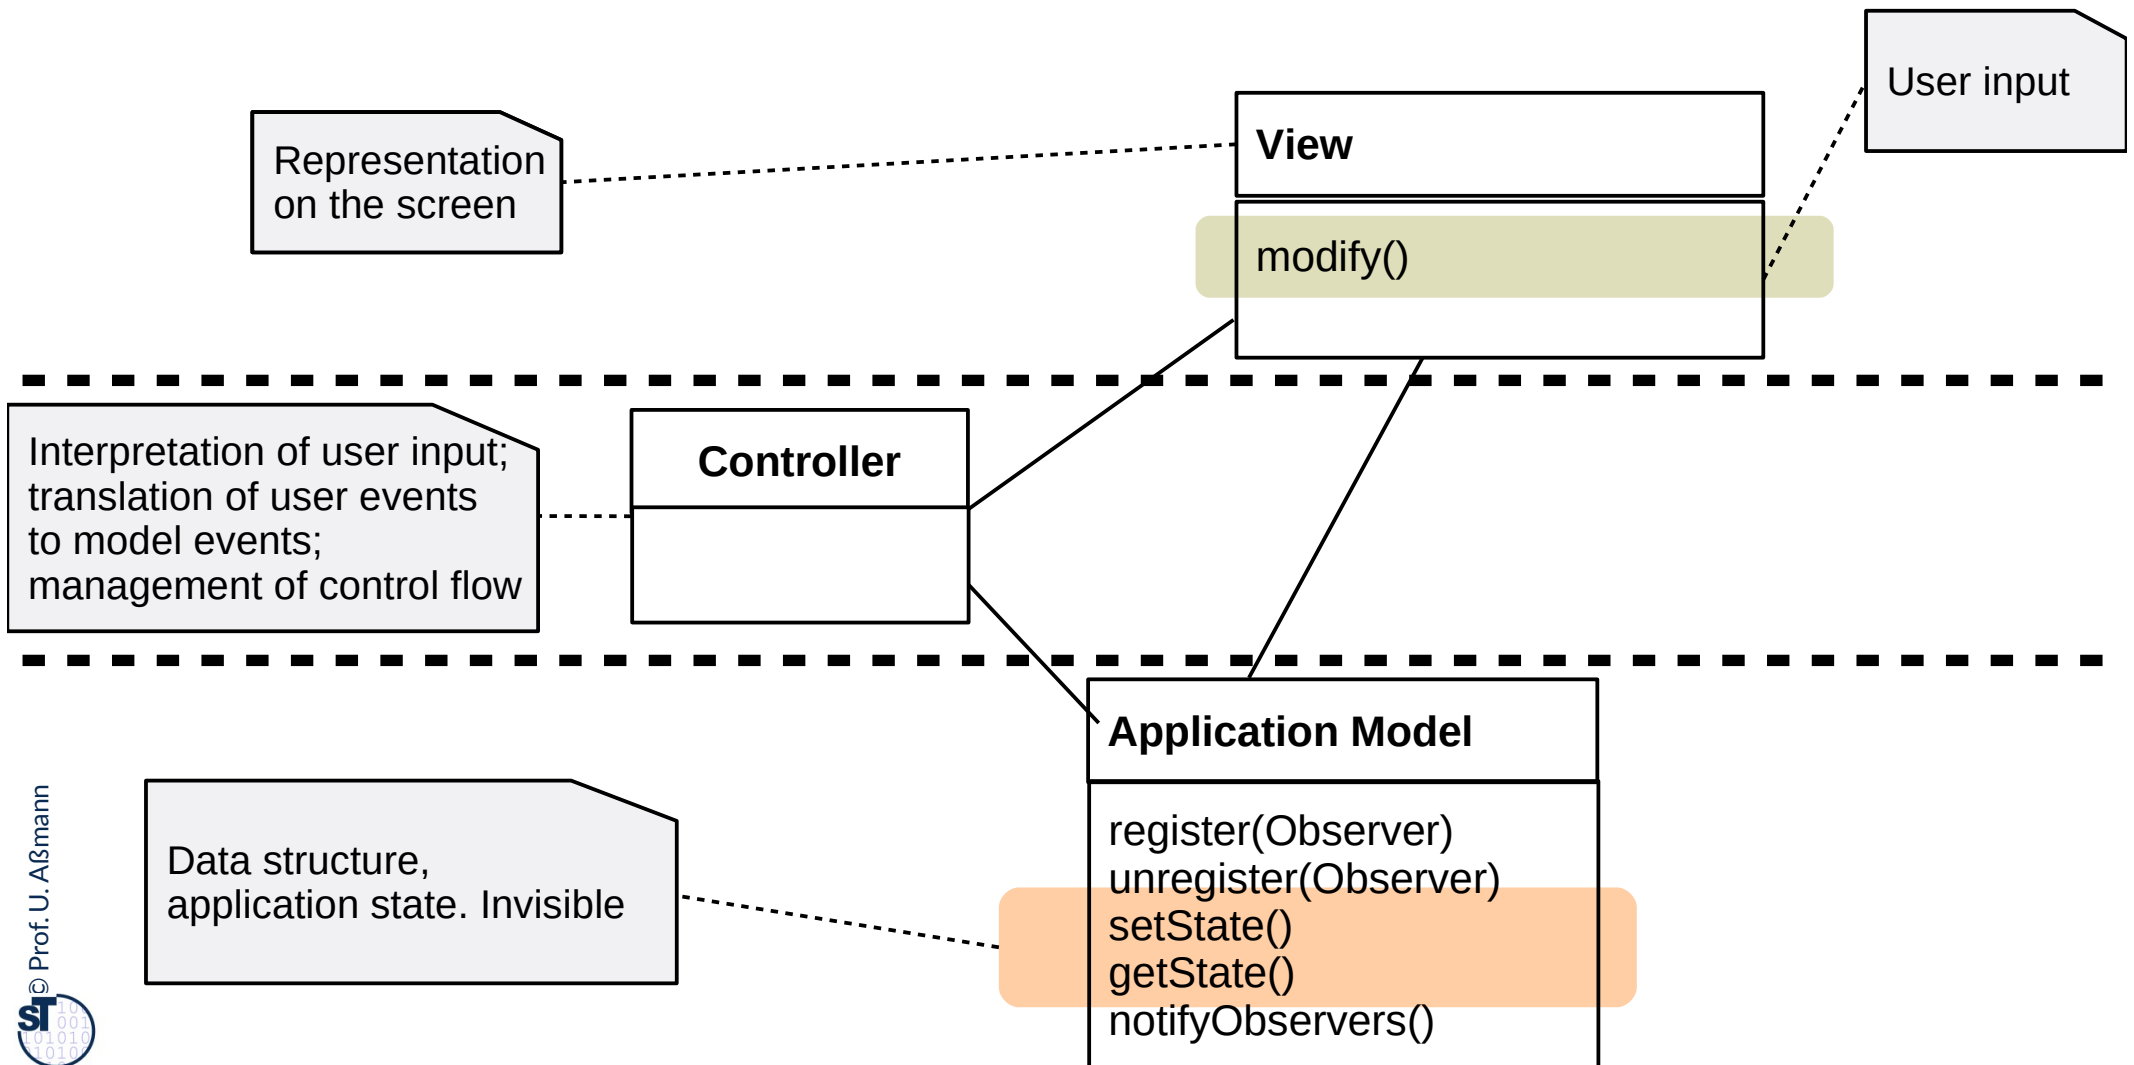 User input
Representation
on the screen
View
modify()
Interpretation of user input;
translation of user events
to model events;
management of control flow
Controller
Application Model
register(Observer)
unregister(Observer)
setState()
getState()
notifyObservers()
Data structure,
application state. Invisible
© Prof. U. Aßmann
ST